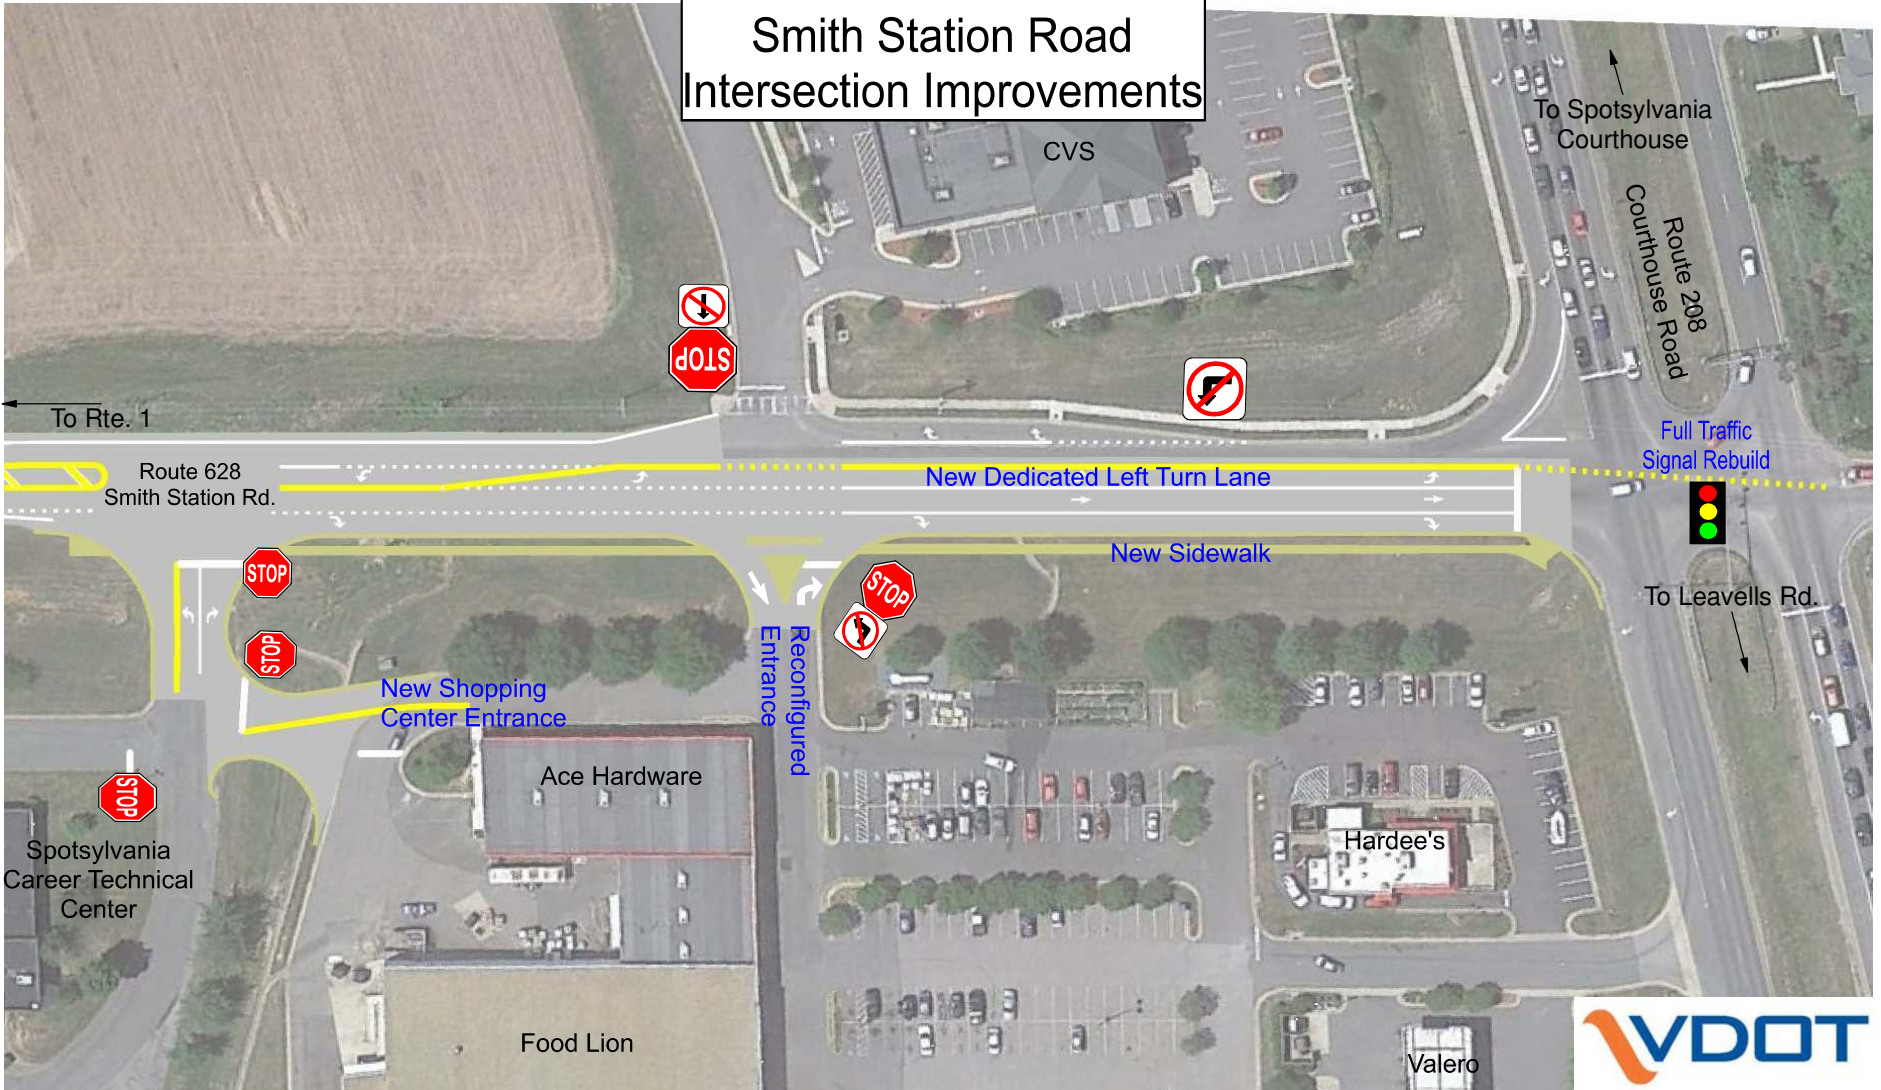 Smith Station Road
Intersection Improvements
CVS
To Spotsylvania
Courthouse
Route 208
Courthouse Road
STOP
To Rte. 1
Route 628
Smith Station Rd.
New Dedicated Left Turn Lane
Full Traffic
Signal Rebuild
New Sidewalk
STOP
STOP
STOP
To Leavells Rd.
Reconfigured
Entrance
New Shopping
Center Entrance
Ace Hardware
STOP
Spotsylvania
Career Technical
Center
Hardee's
Food Lion
Valero
VDOT